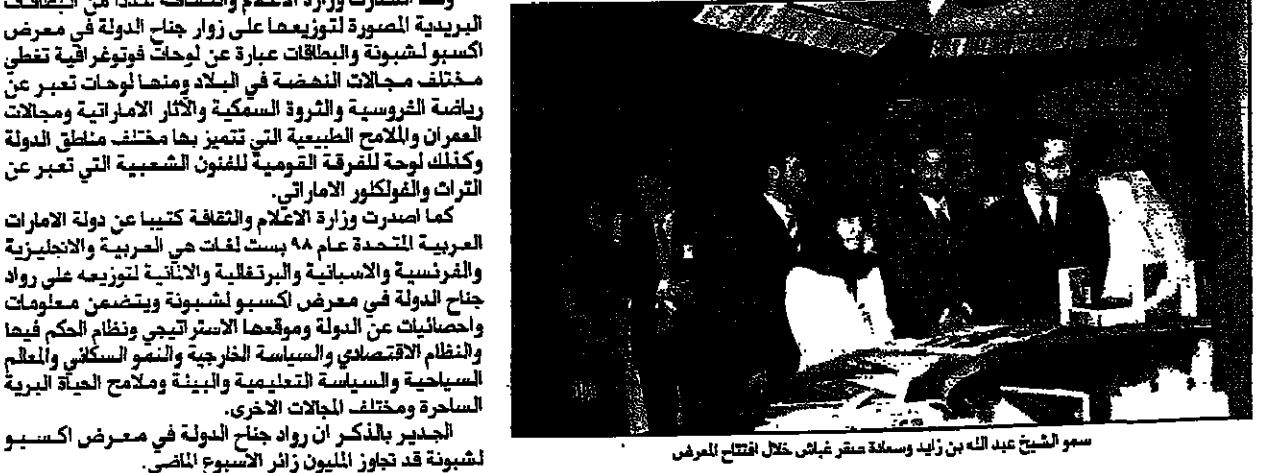 البريدية المصورة لتوزيعها على زوار جناح الدولة في معرض
اكسبو لشبونة والبطاقات عبارة عن لوحات فوتوغرافية تغطي
مختلف مجالات النهضة في البلاد ومنها لوحات تعبر عن
رياضة الفروسية والثروة السمكية والآثار الاماراتية ومجالات
العمران والملامح الطبيعية التي تتميز بها مختلف مناطق الدولة
وكذلك لوحة للفرقة القومية للفنون الشعبية التي تعبر عن
التراث والفولكلور الاماراتي.
كما اصدرت وزارة الاعلام والثقافة كتيبا عن دولة الامارات
العربية المتحدة عام ٩٨ بست لغات هي العربية والانجليزية
والفرنسية والاسبانية والبرتغالية والالمانية لتوزيعه على رواد
جناح الدولة في معرض اكسبو لشبونة ويتضمن معلومات
واحصائيات عن الدولة وموقعها الاستراتيجي ونظام الحكم فيها
والنظام الاقتصادي والسياسة الخارجية والنمو السكاني والمعالم
السياحية والسياسة التعليمية والبيئة وملامح الحياة البرية
الساحرة ومختلف المجالات الاخرى.
الجدير بالذكر ان رواد جناح الدولة في معرض اكسبو
لشبونة قد تجاوز المليون زائر الاسبوع الماضي.
سمو الشيخ عبد الله بن زايد وسعادة صقر غباش خلال افتتاح المعرض